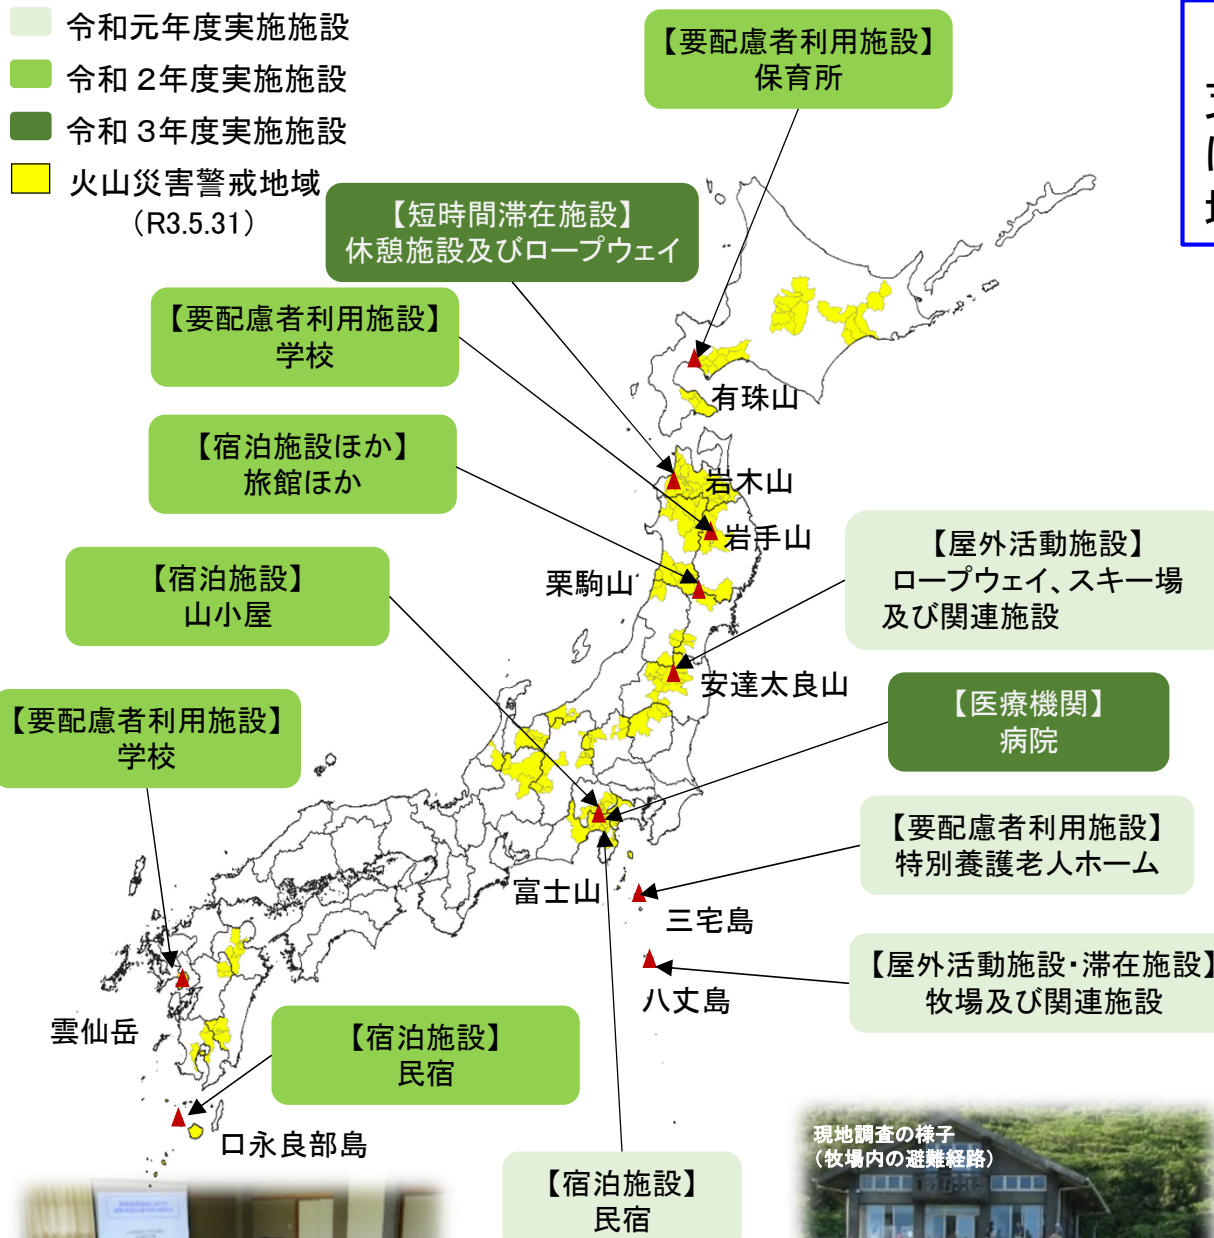 令和元年度実施施設
令和２年度実施施設
令和３年度実施施設
火山災害警戒地域
（R3.5.31）
【要配慮者利用施設】
保育所
【短時間滞在施設】
休憩施設及びロープウェイ
【要配慮者利用施設】
学校
有珠山
【宿泊施設ほか】
旅館ほか
岩木山
岩手山
【屋外活動施設】
ロープウェイ、スキー場
及び関連施設
【宿泊施設】
山小屋
栗駒山
安達太良山
【医療機関】
病院
【要配慮者利用施設】
学校
【要配慮者利用施設】
特別養護老人ホーム
富士山
三宅島
【屋外活動施設・滞在施設】
牧場及び関連施設
八丈島
雲仙岳
【宿泊施設】
民宿
口永良部島
現地調査の様子
（牧場内の避難経路）
【宿泊施設】
民宿